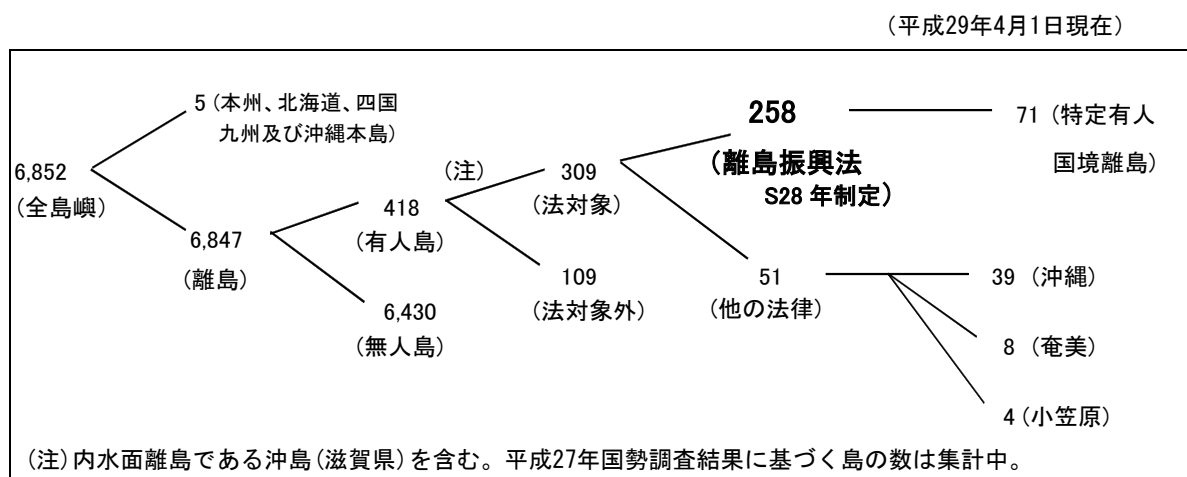 (平成29年4月1日現在)
5 (本州、北海道、四国
九州及び沖縄本島)
6,852
(全島嶼)
6,847
(離島)
418
(有人島)
6,430
(無人島)
(注)
309
(法対象)
109
(法対象外)
258
(離島振興法
S28 年制定)
51
(他の法律)
71 (特定有人
国境離島)
39 (沖縄)
8 (奄美)
4 (小笠原)
(注)内水面離島である沖島(滋賀県)を含む。平成27年国勢調査結果に基づく島の数は集計中。